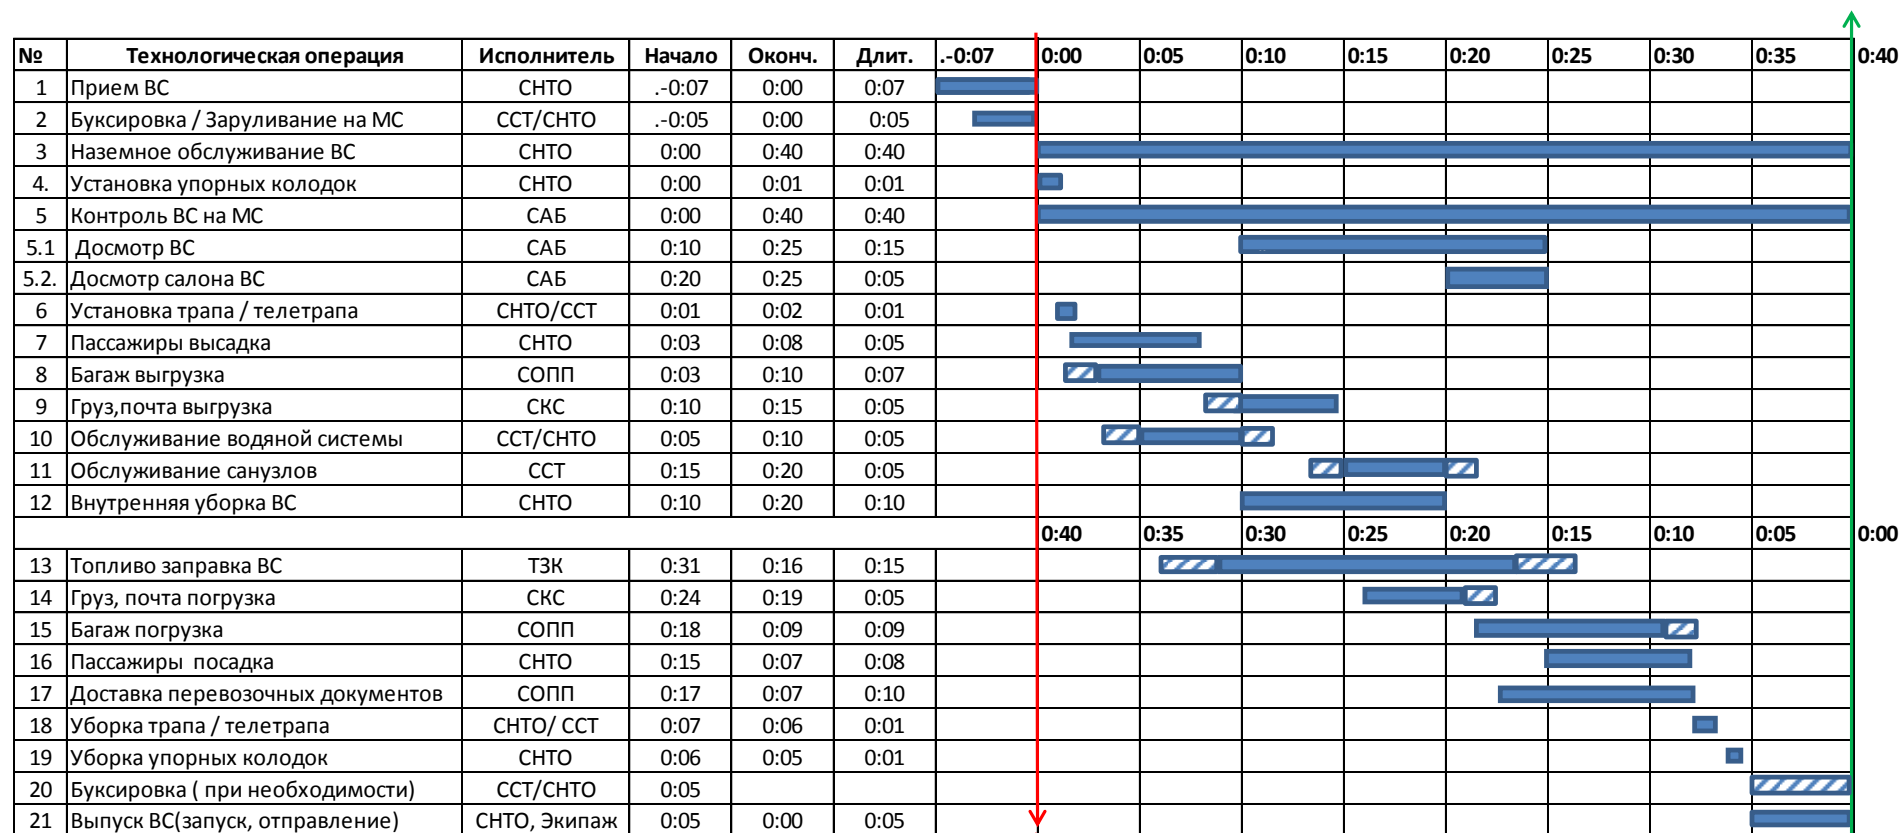 № Технологическая операция Исполнитель Начало Оконч. Длит. .-0:07 0:00 0:05 0:10 0:15 0:20 0:25 0:30 0:35 0:40
1 Прием ВС СНТО .-0:07 0:00 0:07
2 Буксировка / Заруливание на МС ССТ/СНТО .-0:05 0:00 0:05
3 Наземное обслуживание ВС СНТО 0:00 0:40 0:40
4. Установка упорных колодок СНТО 0:00 0:01 0:01
5 Контроль ВС на МС САБ 0:00 0:40 0:40
5.1 Досмотр ВС САБ 0:10 0:25 0:15
5.2. Досмотр салона ВС САБ 0:20 0:25 0:05
6 Установка трапа / телетрапа СНТО/ССТ 0:01 0:02 0:01
7 Пассажиры высадка СНТО 0:03 0:08 0:05
8 Багаж выгрузка СОПП 0:03 0:10 0:07
9 Груз,почта выгрузка СКС 0:10 0:15 0:05
10 Обслуживание водяной системы ССТ/СНТО 0:05 0:10 0:05
11 Обслуживание санузлов ССТ 0:15 0:20 0:05
12 Внутренняя уборка ВС СНТО 0:10 0:20 0:10
0:40 0:35 0:30 0:25 0:20 0:15 0:10 0:05 0:00
13 Топливо заправка ВС ТЗК 0:31 0:16 0:15
14 Груз, почта погрузка СКС 0:24 0:19 0:05
15 Багаж погрузка СОПП 0:18 0:09 0:09
16 Пассажиры посадка СНТО 0:15 0:07 0:08
17 Доставка перевозочных документов СОПП 0:17 0:07 0:10
18 Уборка трапа / телетрапа СНТО/ ССТ 0:07 0:06 0:01
19 Уборка упорных колодок СНТО 0:06 0:05 0:01
20 Буксировка ( при необходимости) ССТ/СНТО 0:05
21 Выпуск ВС(запуск, отправление) СНТО, Экипаж 0:05 0:00 0:05